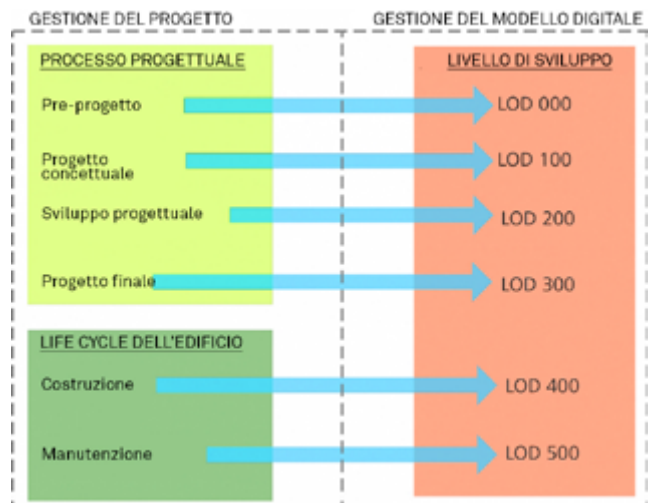 GESTIONE DEL PROGETTO
GESTIONE DEL MODELLO DIGITALE
PROCESSO PROGETTUALE
LIVELLO DI SVILUPPO
Pre-progetto
LOD 000
Progetto
concettuale
LOD 100
Sviluppo progettuale
LOD 200
Progetto finale
LOD 300
LIFE CYCLE DELL'EDIFICIO
Costruzione
LOD 400
Manutenzione
LOD 500